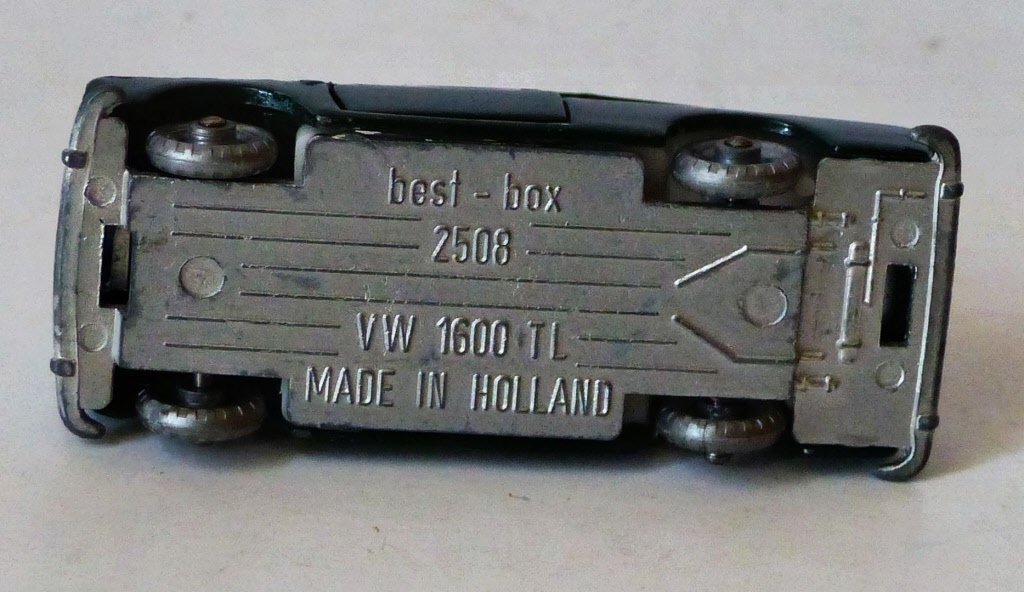 best - box
2508
VW 1600 TL
MADE IN HOLLAND